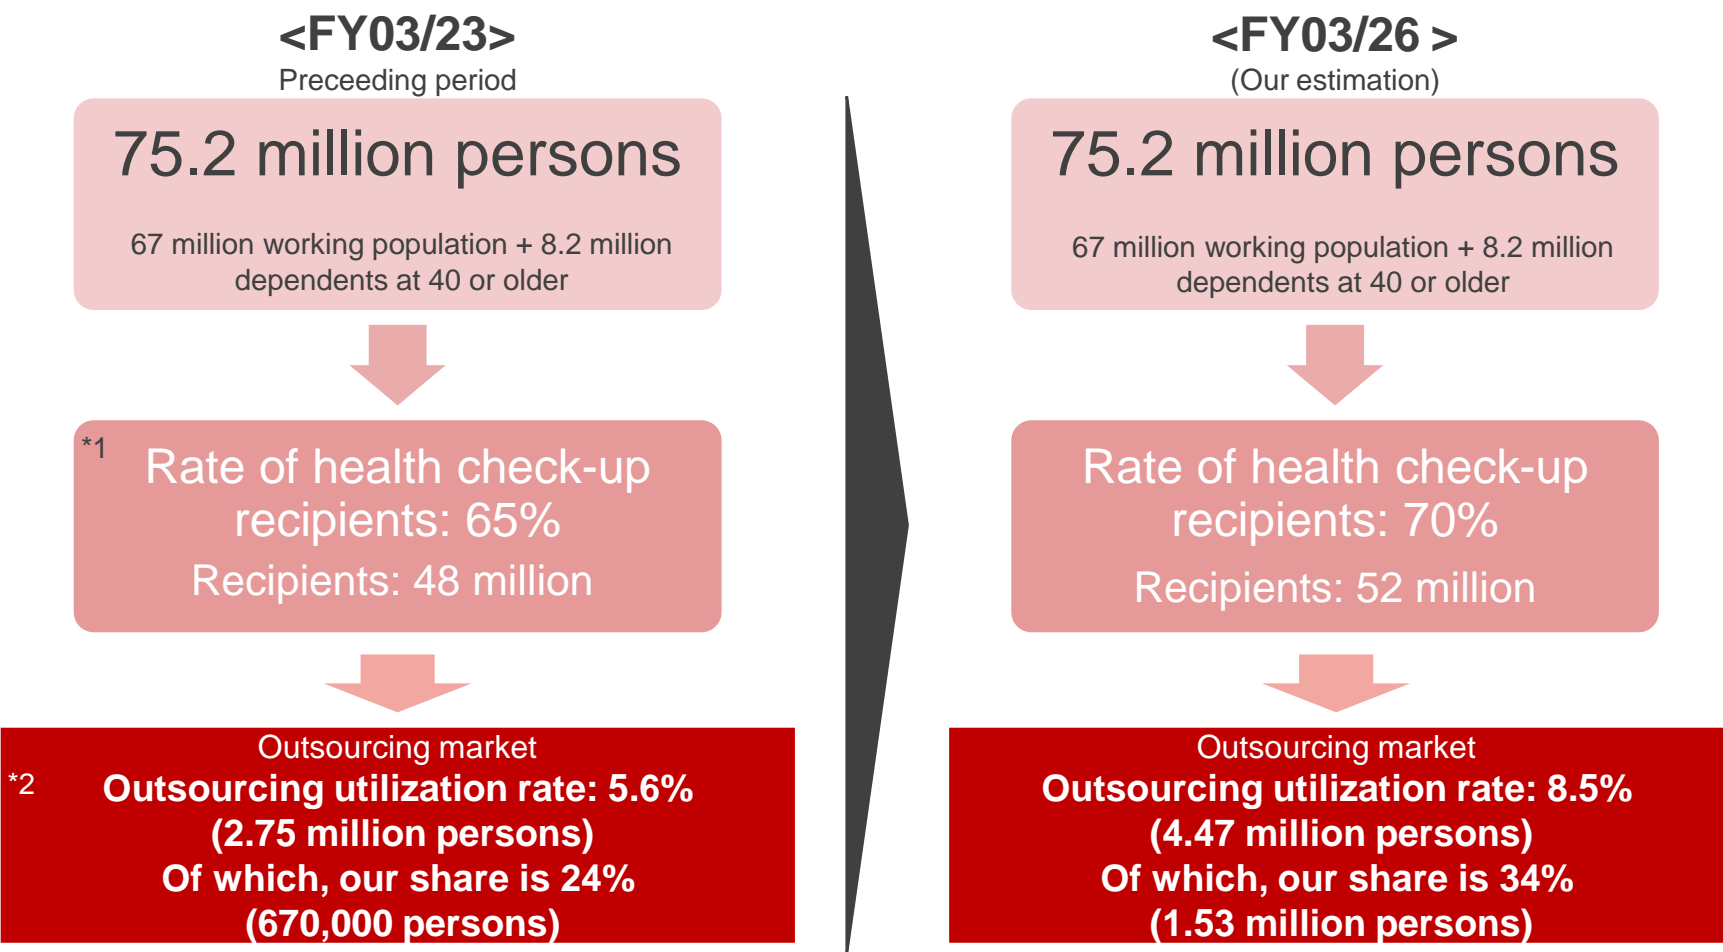 <FY03/23>
Preceeding period
75.2 million persons
67 million working population + 8.2 million
dependents at 40 or older
*1
Rate of health check-up
recipients: 65%
Recipients: 48 million
Outsourcing market
*2
Outsourcing utilization rate: 5.6%
(2.75 million persons)
Of which, our share is 24%
(670,000 persons)
<FY03/26 >
(Our estimation)
75.2 million persons
67 million working population + 8.2 million
dependents at 40 or older
Rate of health check-up
recipients: 70%
Recipients: 52 million
Outsourcing market
Outsourcing utilization rate: 8.5%
(4.47 million persons)
Of which, our share is 34%
(1.53 million persons)